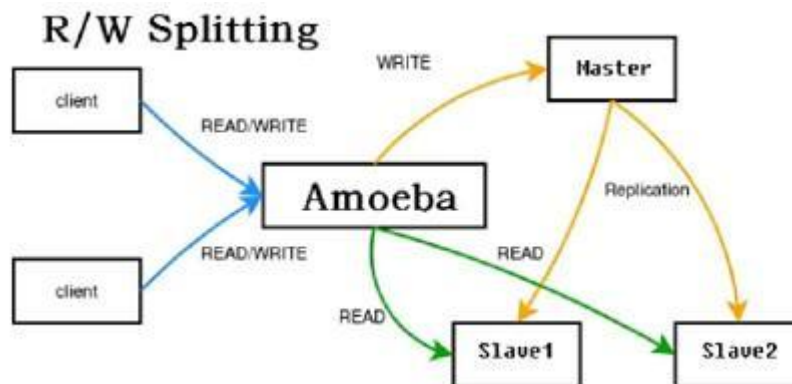 R/W Splitting
WRITE
Master
client
READ/WRITE
Amoeba
Replication
READ/WRITE
READ
client
READ
Slave1
Slave2